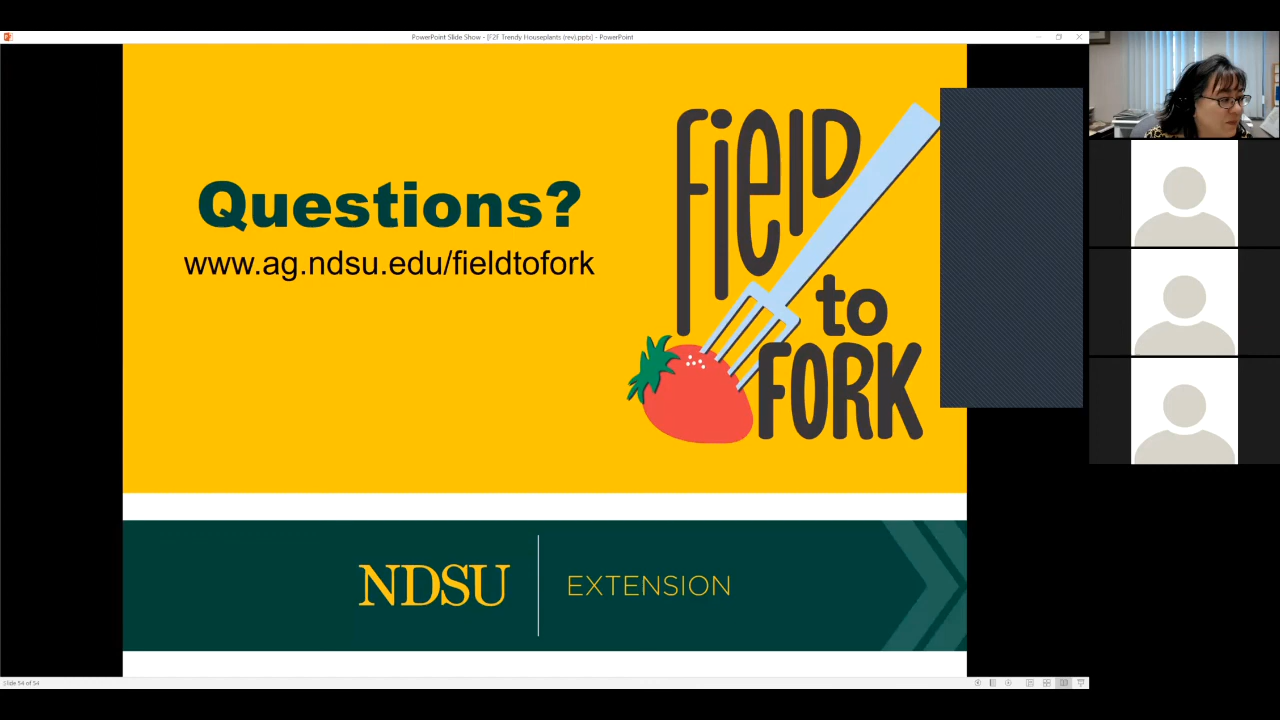 PowerPoint Slide Show - [F2F Trendy Houseplants (rev).pptx] - PowerPoint
Questions?
www.ag.ndsu.edu/fieldtofork
FiElD
to
FORK
NDSU
EXTENSION
Slide 54 of 54